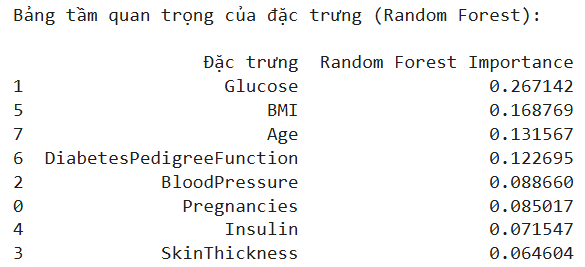 Bảng tầm quan trọng của đặc trưng (Random Forest):
Đặc trưng Random Forest Importance
1 Glucose 0.267142
5 BMI 0.168769
7 Age 0.131567
6 DiabetesPedigreeFunction 0.122695
2 BloodPressure 0.088660
0 Pregnancies 0.085017
4 Insulin 0.071547
3 SkinThickness 0.064604